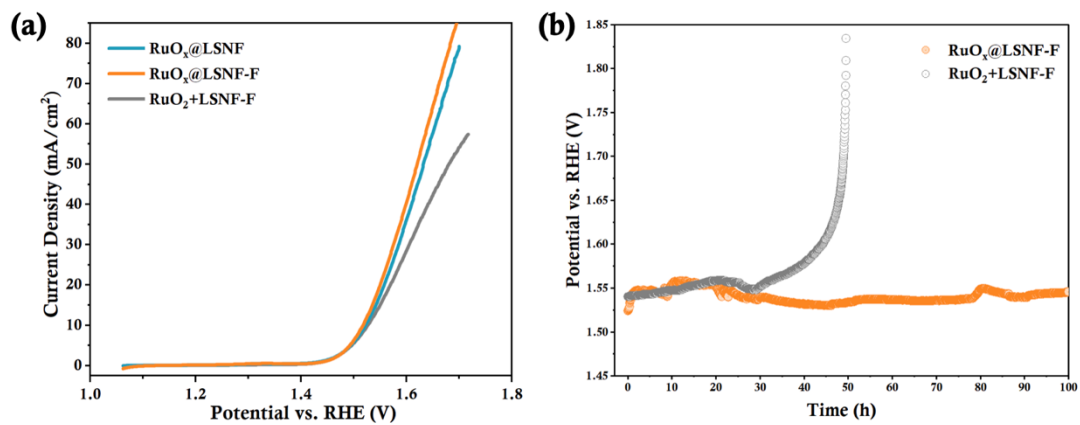 (a)
RuOₓ@LSNF
RuOₓ@LSNF-F
RuO₂+LSNF-F
80
70
60
50
40
30
20
10
0
Current Density (mA/cm²)
1.0 1.2 1.4 1.6 1.8
Potential vs. RHE (V)
(b)
RuOₓ@LSNF-F
RuO₂+LSNF-F
1.85
1.80
1.75
1.70
1.65
1.60
1.55
1.50
1.45
Potential vs. RHE (V)
0 10 20 30 40 50 60 70 80 90 100
Time (h)